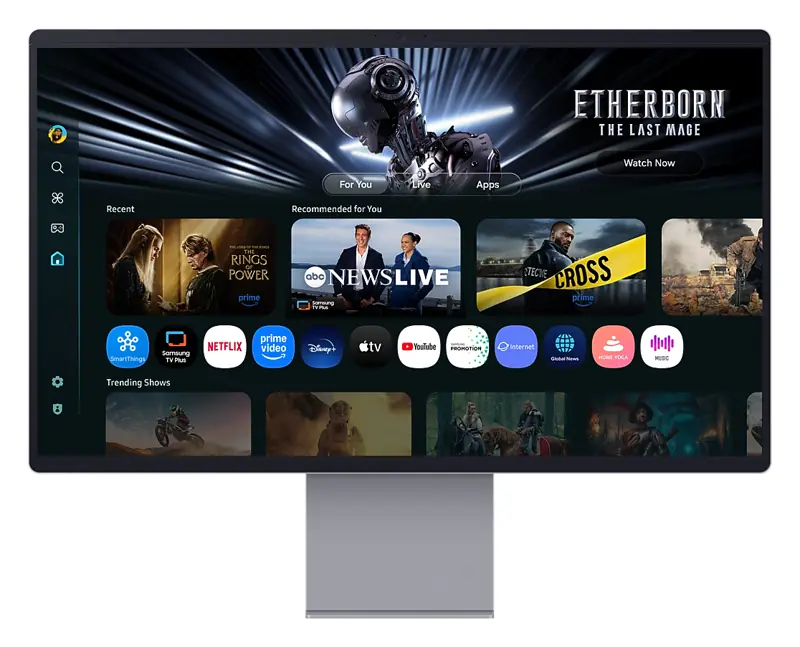 ETHERBORN
THE LAST MAGE
Watch Now
For You
Live
Apps
Recent
Recommended for You
THE LORD OF THE RINGS
THE
RINGS
OF
POWER
prime
abc NEWS LIVE
Samsung
TV Plus
DETECTIVE CROSS
prime
SmartThings
Samsung
TV Plus
NETFLIX
prime
video
Disney+
tv
YouTube
SAMSUNG
PROMOTION
Internet
Global News
HOME YOGA
MUSIC
Trending Shows